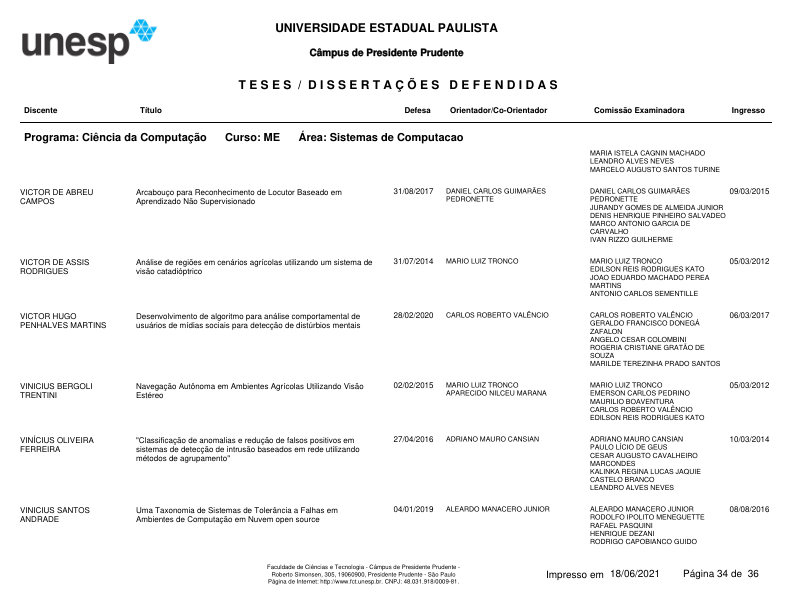 unesp
UNIVERSIDADE ESTADUAL PAULISTA
Câmpus de Presidente Prudente
TESES / DISSERTAÇÕES DEFENDIDAS
Discente Título Defesa Orientador/Co-Orientador Comissão Examinadora Ingresso
Programa: Ciência da Computação Curso: ME Área: Sistemas de Computacao
MARIA ISTELA CAGNIN MACHADO
LEANDRO ALVES NEVES
MARCELO AUGUSTO SANTOS TURINE
VICTOR DE ABREU
CAMPOS
Arcabouço para Reconhecimento de Locutor Baseado em
Aprendizado Não Supervisionado
31/08/2017
DANIEL CARLOS GUIMARÃES
PEDRONETTE
DANIEL CARLOS GUIMARÃES
PEDRONETTE
JURANDY GOMES DE ALMEIDA JUNIOR
DENIS HENRIQUE PINHEIRO SALVADEO
MARCO ANTONIO GARCIA DE
CARVALHO
IVAN RIZZO GUILHERME
09/03/2015
VICTOR DE ASSIS
RODRIGUES
Análise de regiões em cenários agrícolas utilizando um sistema de
visão catadióptrico
31/07/2014
MARIO LUIZ TRONCO
MARIO LUIZ TRONCO
EDILSON REIS RODRIGUES KATO
JOAO EDUARDO MACHADO PEREA
MARTINS
ANTONIO CARLOS SEMENTILLE
05/03/2012
VICTOR HUGO
PENHALVES MARTINS
Desenvolvimento de algoritmo para análise comportamental de
usuários de mídias sociais para detecção de distúrbios mentais
28/02/2020
CARLOS ROBERTO VALÊNCIO
CARLOS ROBERTO VALÊNCIO
GERALDO FRANCISCO DONEGÁ
ZAFALON
ANGELO CESAR COLOMBINI
ROGERIA CRISTIANE GRATÃO DE
SOUZA
MARILDE TEREZINHA PRADO SANTOS
06/03/2017
VINICIUS BERGOLI
TRENTINI
Navegação Autônoma em Ambientes Agrícolas Utilizando Visão
Estéreo
02/02/2015
MARIO LUIZ TRONCO
APARECIDO NILCEU MARANA
MARIO LUIZ TRONCO
EMERSON CARLOS PEDRINO
MAURILIO BOAVENTURA
CARLOS ROBERTO VALÊNCIO
EDILSON REIS RODRIGUES KATO
05/03/2012
VINÍCIUS OLIVEIRA
FERREIRA
"Classificação de anomalias e redução de falsos positivos em
sistemas de detecção de intrusão baseados em rede utilizando
métodos de agrupamento"
27/04/2016
ADRIANO MAURO CANSIAN
ADRIANO MAURO CANSIAN
PAULO LÍCIO DE GEUS
CESAR AUGUSTO CAVALHEIRO
MARCONDES
KALINKA REGINA LUCAS JAQUIE
CASTELO BRANCO
LEANDRO ALVES NEVES
10/03/2014
VINICIUS SANTOS
ANDRADE
Uma Taxonomia de Sistemas de Tolerância a Falhas em
Ambientes de Computação em Nuvem open source
04/01/2019
ALEARDO MANACERO JUNIOR
ALEARDO MANACERO JUNIOR
RODOLFO IPOLITO MENEGUETTE
RAFAEL PASQUINI
HENRIQUE DEZANI
RODRIGO CAPOBIANCO GUIDO
08/08/2016
Faculdade de Ciências e Tecnologia - Câmpus de Presidente Prudente -
Roberto Simonsen, 305, 19060900, Presidente Prudente - São Paulo
Página de Internet: http://www.fct.unesp.br. CNPJ: 48.031.918/0009-81.
Impresso em 18/06/2021 Página 34 de 36